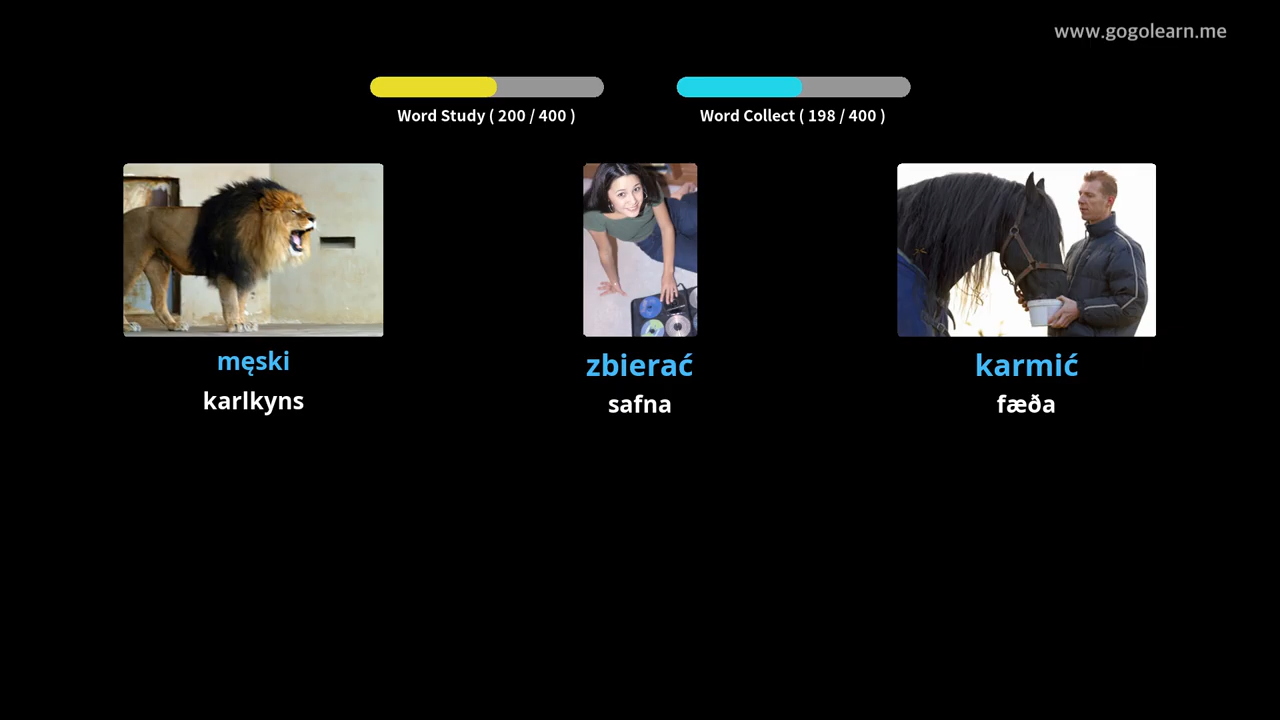 www.gogolearn.me
Word Study ( 200 / 400 )
Word Collect ( 198 / 400 )
męski
zbierać
karmić
karlkyns
safna
fæða